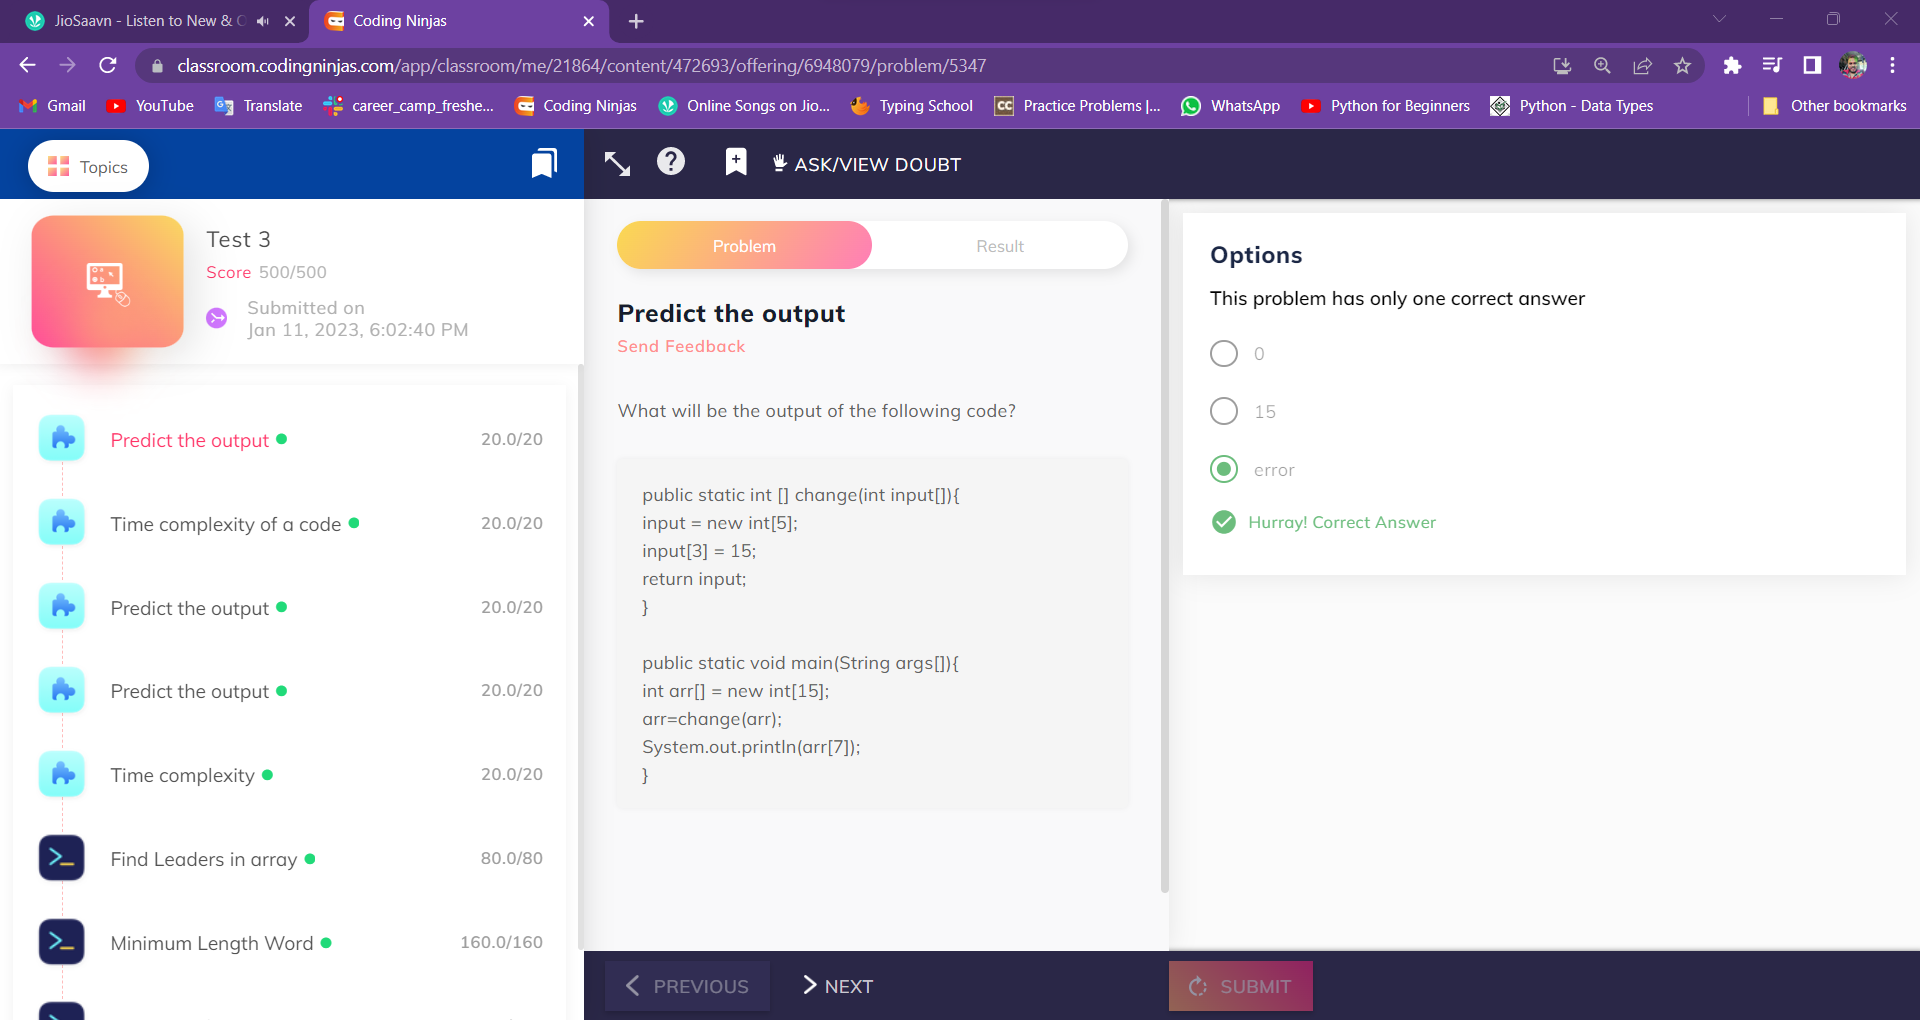 JioSaavn - Listen to New &
Coding Ninjas
classroom.codingninjas.com/app/classroom/me/21864/content/472693/offering/6948079/problem/5347
Gmail
YouTube
Translate
career_camp_freshe...
Coding Ninjas
Online Songs on Jio...
Typing School
CC
Practice Problems |...
WhatsApp
Python for Beginners
Python - Data Types
Other bookmarks
Topics
ASK/VIEW DOUBT
Test 3
Score 500/500
Submitted on
Jan 11, 2023, 6:02:40 PM
Predict the output 20.0/20
Time complexity of a code 20.0/20
Predict the output 20.0/20
Predict the output 20.0/20
Time complexity 20.0/20
Find Leaders in array 80.0/80
Minimum Length Word 160.0/160
Problem
Result
Predict the output
Send Feedback
What will be the output of the following code?
public static int [] change(int input[]){
input = new int[5];
input[3] = 15;
return input;
}
public static void main(String args[]){
int arr[] = new int[15];
arr=change(arr);
System.out.println(arr[7]);
}
Options
This problem has only one correct answer
0
15
error
Hurray! Correct Answer
PREVIOUS
NEXT
SUBMIT